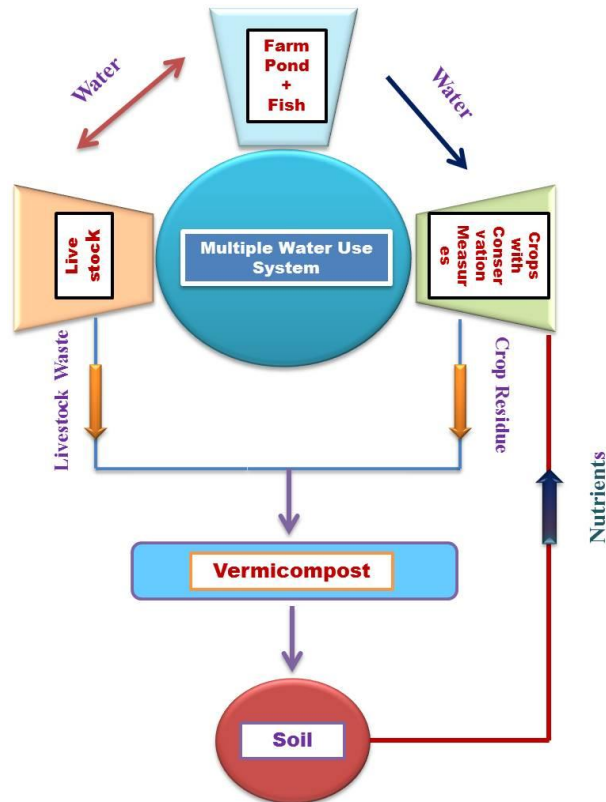 Farm
Pond
+
Fish
Water
Water
Live
stock
Multiple Water Use
System
Crops
with
Conser
vation
Measur
es
Livestock Waste
Crop Residue
Nutrients
Vermicompost
Soil